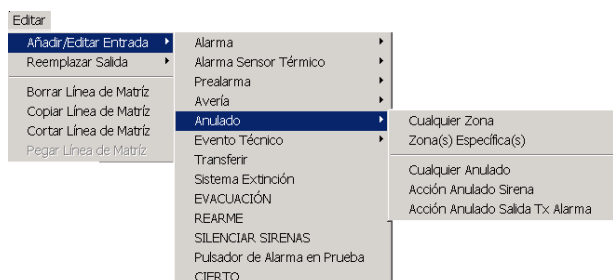 Editar
Añadir/Editar Entrada
Reemplazar Salida
Borrar Línea de Matríz
Copiar Línea de Matríz
Cortar Línea de Matríz
Pegar Línea de Matríz
Alarma
Alarma Sensor Térmico
Prealarma
Avería
Anulado
Evento Técnico
Transferir
Sistema Extinción
EVACUACIÓN
REARME
SILENCIAR SIRENAS
Pulsador de Alarma en Prueba
CIERTO
Cualquier Zona
Zona(s) Específica(s)
Cualquier Anulado
Acción Anulado Sirena
Acción Anulado Salida Tx Alarma